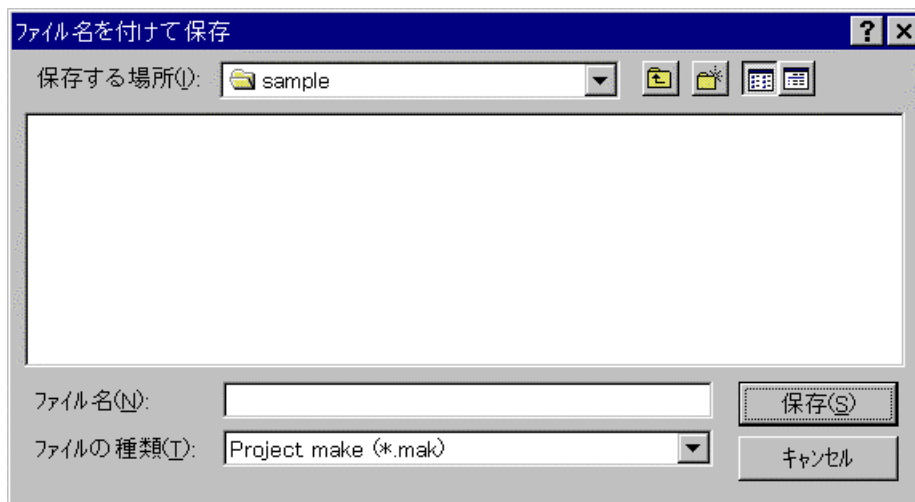 ファイル名を付けて保存
保存する場所(I): sample
ファイル名(N):
保存(S)
ファイルの種類(T): Project make (*.mak)
キャンセル